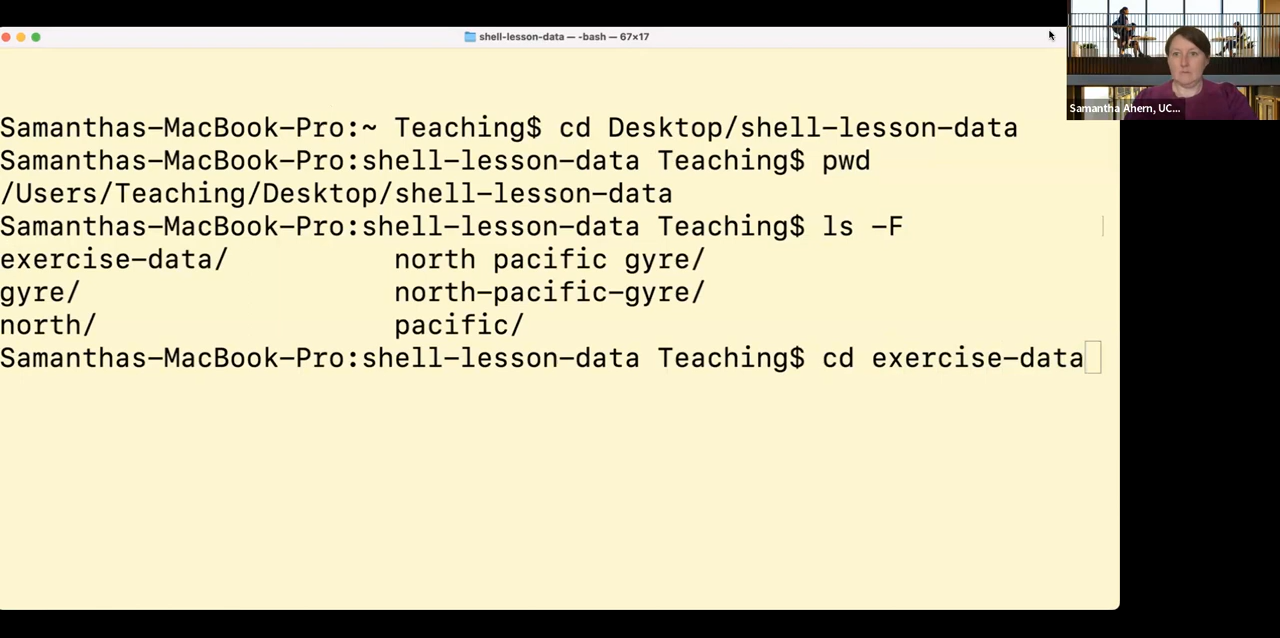 shell-lesson-data — -bash — 67×17
Samantha Ahern, UC...
Samanthas-MacBook-Pro:~ Teaching$ cd Desktop/shell-lesson-data
Samanthas-MacBook-Pro:shell-lesson-data Teaching$ pwd
/Users/Teaching/Desktop/shell-lesson-data
Samanthas-MacBook-Pro:shell-lesson-data Teaching$ ls -F
exercise-data/ north pacific gyre/
gyre/ north-pacific-gyre/
north/ pacific/
Samanthas-MacBook-Pro:shell-lesson-data Teaching$ cd exercise-data